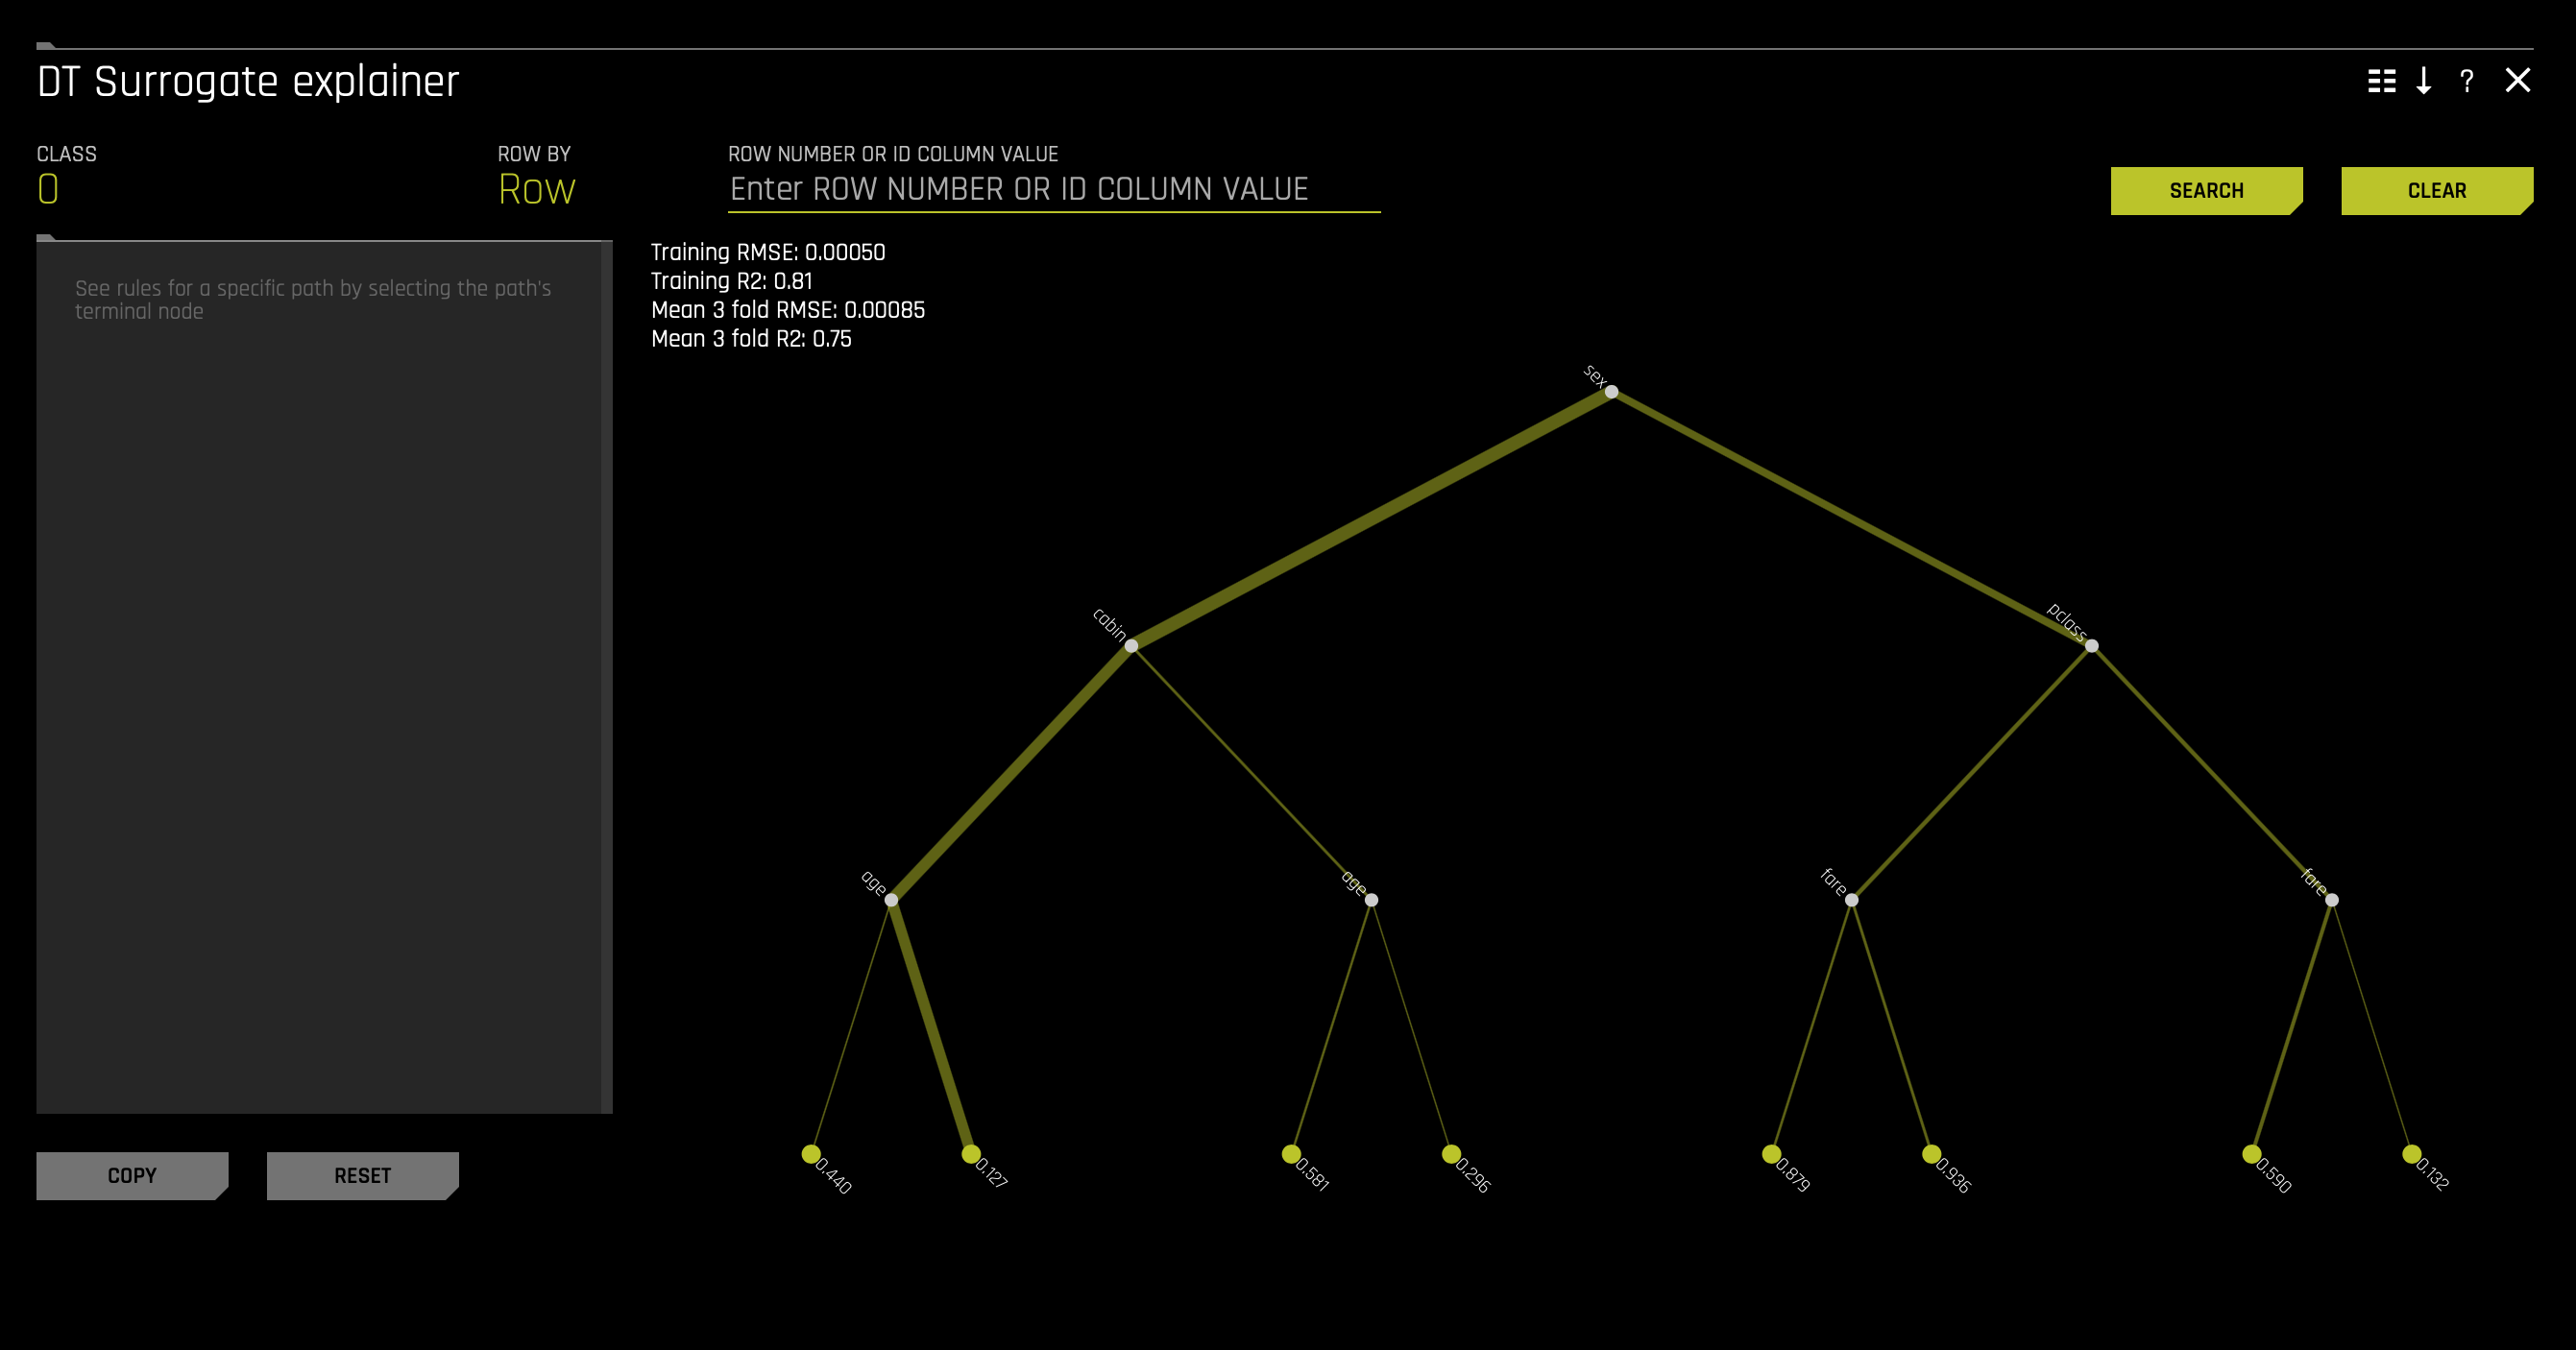 DT Surrogate explainer
?
CLASS
0
ROW BY
Row
ROW NUMBER OR ID COLUMN VALUE
Enter ROW NUMBER OR ID COLUMN VALUE
SEARCH
CLEAR
See rules for a specific path by selecting the path's
terminal node
Training RMSE: 0.00050
Training R2: 0.81
Mean 3 fold RMSE: 0.00085
Mean 3 fold R2: 0.75
sex
cabin
pclass
age
age
fare
fare
0.440
0.127
0.581
0.296
0.879
0.936
0.590
0.132
COPY
RESET